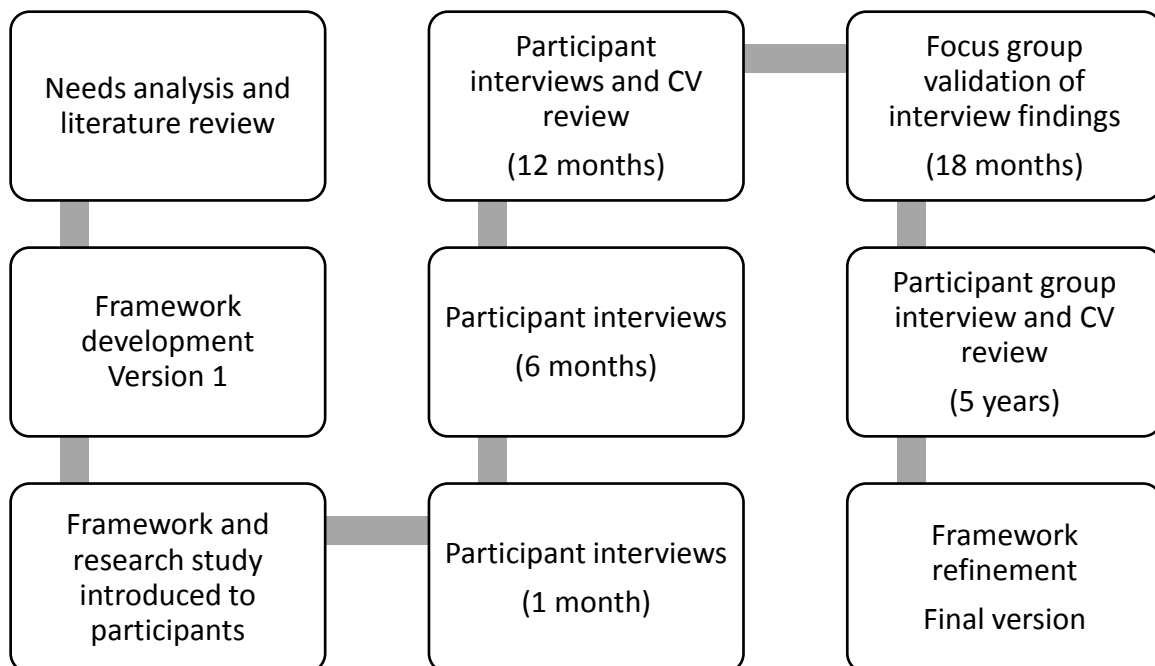 Needs analysis and
literature review
Framework
development
Version 1
Framework and
research study
introduced to
participants
Participant interviews
(1 month)
Participant interviews
(6 months)
Participant
interviews and CV
review
(12 months)
Focus group
validation of
interview findings
(18 months)
Participant group
interview and CV
review
(5 years)
Framework
refinement
Final version